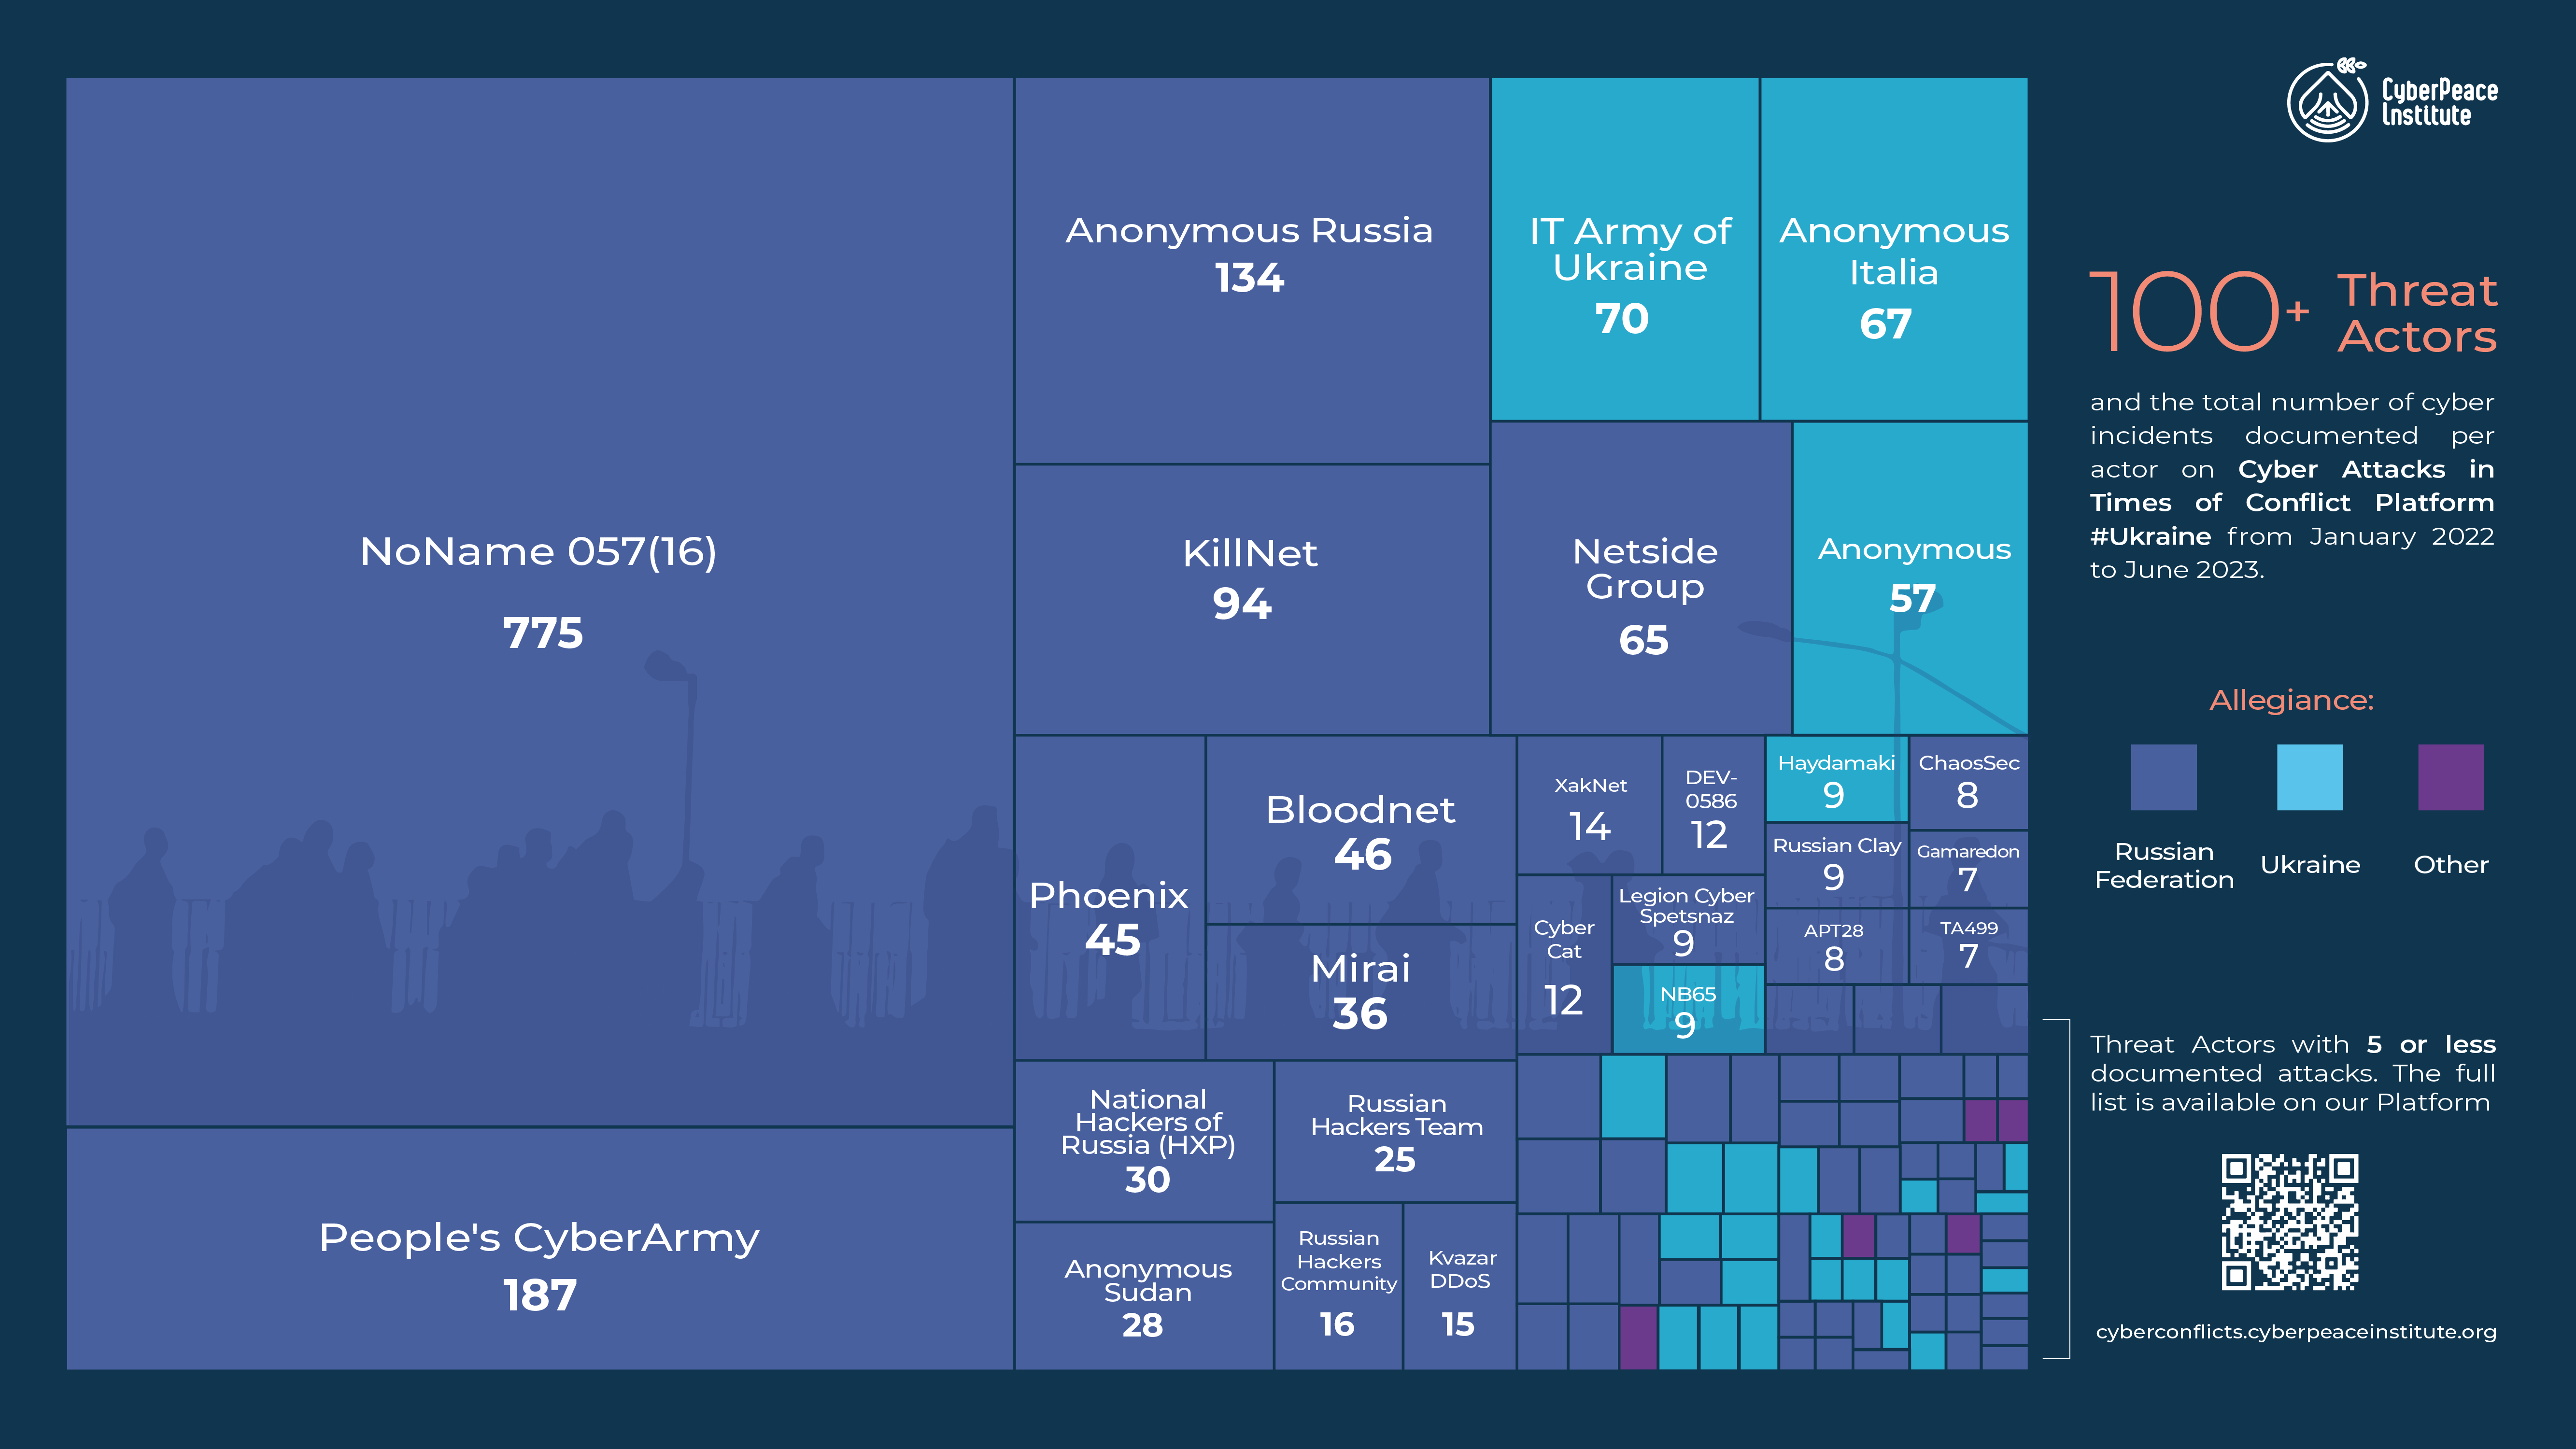 CyberPeace
Institute
NoName 057(16)
775
People's CyberArmy
187
Anonymous Russia
134
KillNet
94
IT Army of
Ukraine
70
Anonymous
Italia
67
Netside
Group
65
Anonymous
57
Phoenix
45
Bloodnet
46
Mirai
36
National
Hackers of
Russia (HXP)
30
Anonymous
Sudan
28
Russian
Hackers Team
25
Russian
Hackers
Community
16
Kvazar
DDoS
15
XakNet
14
DEV-
0586
12
Cyber
Cat
12
Legion Cyber
Spetsnaz
9
NB65
9
Haydamaki
9
Russian Clay
9
APT28
8
ChaosSec
8
Gamaredon
7
TA499
7
100+ Threat
Actors
and the total number of cyber
incidents documented per
actor on Cyber Attacks in
Times of Conflict Platform
#Ukraine from January 2022
to June 2023.
Allegiance:
Russian
Federation
Ukraine
Other
Threat Actors with 5 or less
documented attacks. The full
list is available on our Platform
cyberconflicts.cyberpeaceinstitute.org